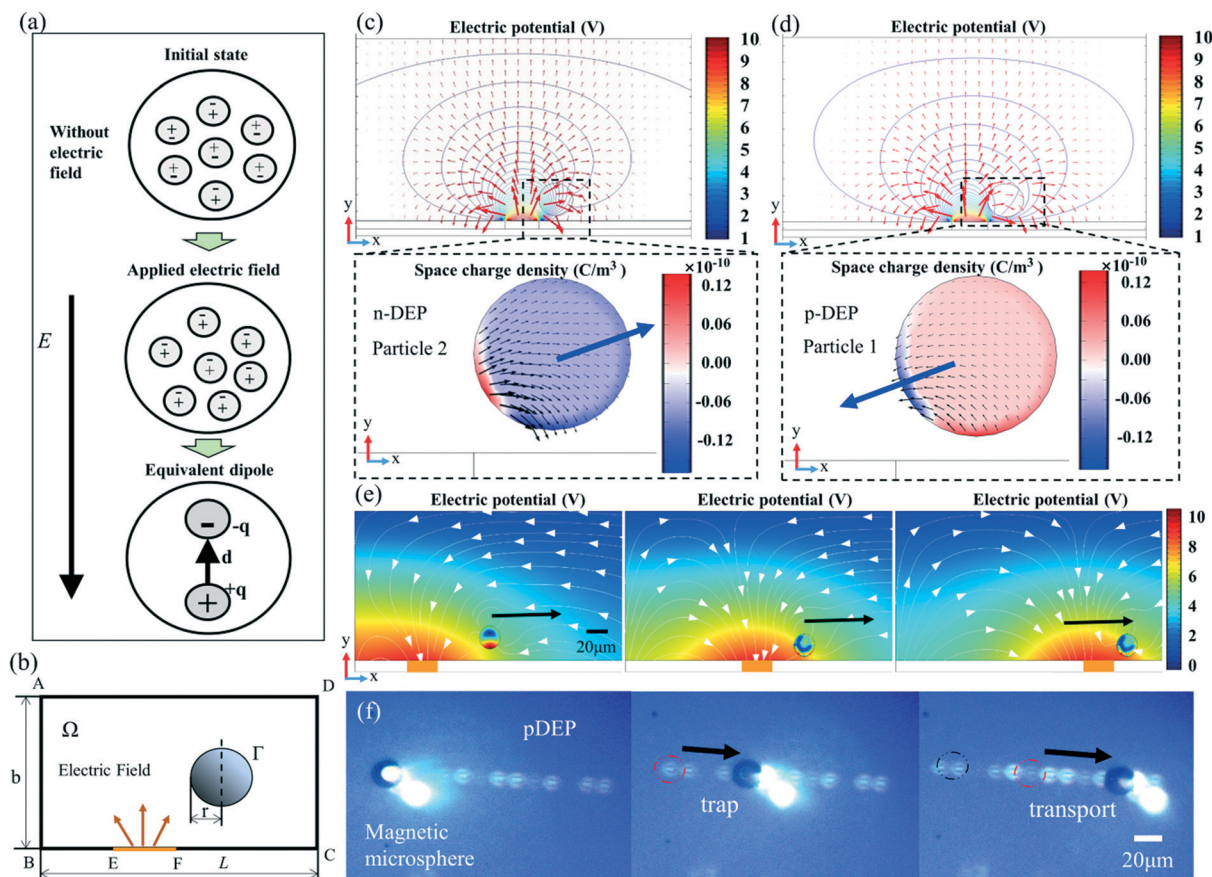 (a)
Initial state
Without
electric
field
Applied electric field
E
Equivalent dipole
-q
d
+q
(b)
A
D
Ω
Γ
b
Electric Field
r
B
E
F
L
C
(c)
Electric potential (V)
10
9
8
7
6
5
4
3
2
1
y
x
Space charge density (C/m³)
×10⁻¹⁰
n-DEP
Particle 2
0.12
0.06
0.00
-0.06
-0.12
y
x
(d)
Electric potential (V)
10
9
8
7
6
5
4
3
2
1
y
x
Space charge density (C/m³)
×10⁻¹⁰
p-DEP
Particle 1
0.12
0.06
0.00
-0.06
-0.12
y
x
(e)
Electric potential (V)
Electric potential (V)
Electric potential (V)
20μm
10
8
6
4
2
0
y
x
(f)
pDEP
trap
transport
Magnetic
microsphere
20μm